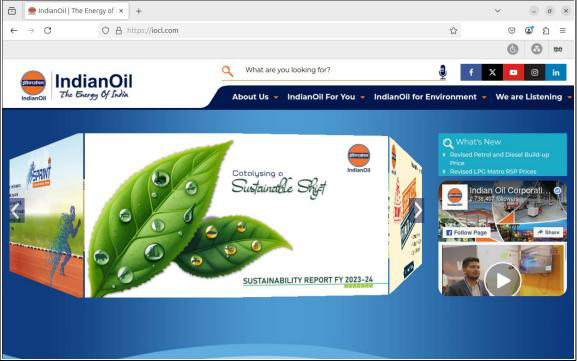 IndianOil | The Energy of
https://iocl.com
What are you looking for?
IndianOil
IndianOil
The Energy Of India
About Us
IndianOil For You
IndianOil for Environment
We are Listening
SPRINT
Catalysing a
Sustainable Shift
IndianOil
SUSTAINABILITY REPORT FY 2023-24
What's New
Revised Petrol and Diesel Build-up
Price
Revised LPG Metro RSP Prices
Indian Oil Corporati...
2,736,407 followers
Follow Page
Share